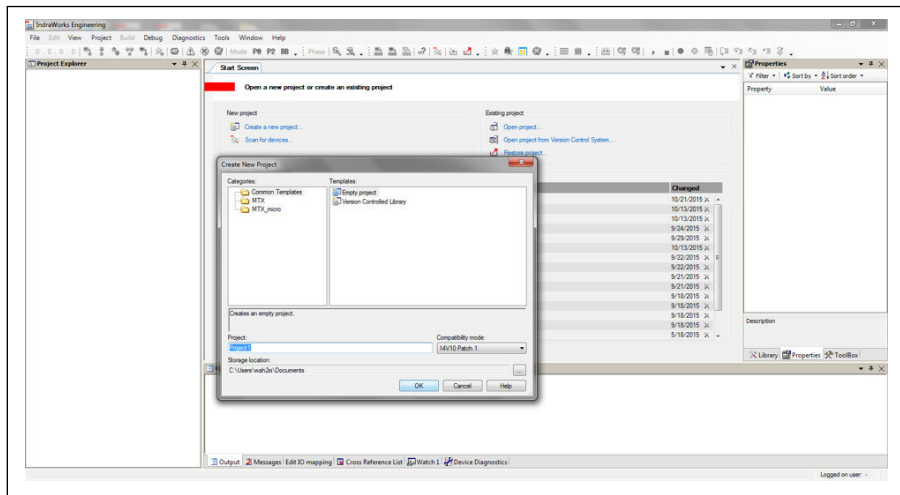 IndraWorks Engineering
File Edit View Project Build Debug Diagnostics Tools Window Help
Mode P0 P2 BB Phase
Project Explorer
Start Screen
Properties
Filter Sort by Sort order
Property Value
Open a new project or create an existing project
New project
Existing project
Create a new project...
Open project...
Scan for devices...
Open project from Version Control System...
Restore project...
Create New Project
Categories:
Templates:
Common Templates
MTX
MTX_micro
Empty project
Version Controlled Library
Changed
10/21/2015
10/13/2015
10/13/2015
9/24/2015
9/29/2015
10/13/2015
9/22/2015
9/22/2015
9/21/2015
9/21/2015
9/18/2015
9/18/2015
9/18/2015
9/18/2015
5/18/2015
Creates an empty project.
Project:
Compatibility mode:
Project1
14V10 Patch 1
Storage location:
C:\Users\wah2si\Documents
...
OK Cancel Help
Description
Library Properties ToolBox
Output Messages Edit IO mapping Cross Reference List Watch 1 Device Diagnostics
Logged on user: -